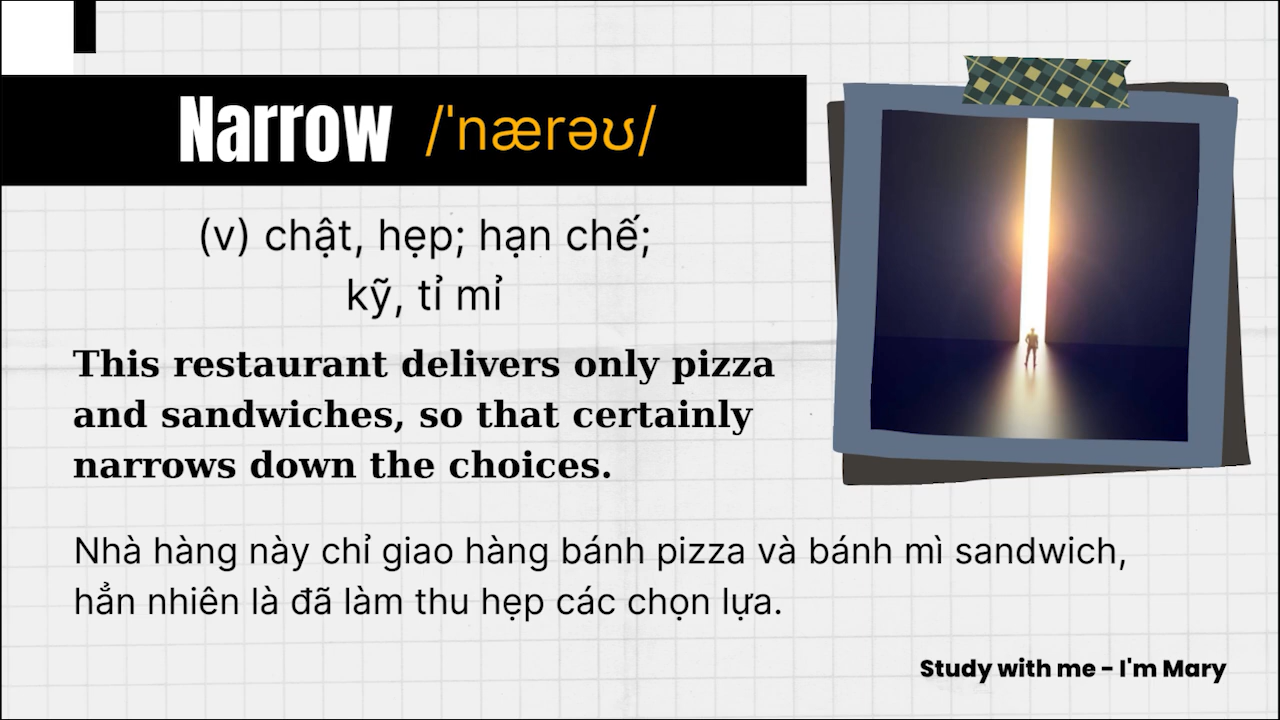 Narrow /ˈnærəʊ/
(v) chật, hẹp; hạn chế;
kỹ, tỉ mỉ
This restaurant delivers only pizza
and sandwiches, so that certainly
narrows down the choices.
Nhà hàng này chỉ giao hàng bánh pizza và bánh mì sandwich,
hẳn nhiên là đã làm thu hẹp các chọn lựa.
Study with me - I'm Mary